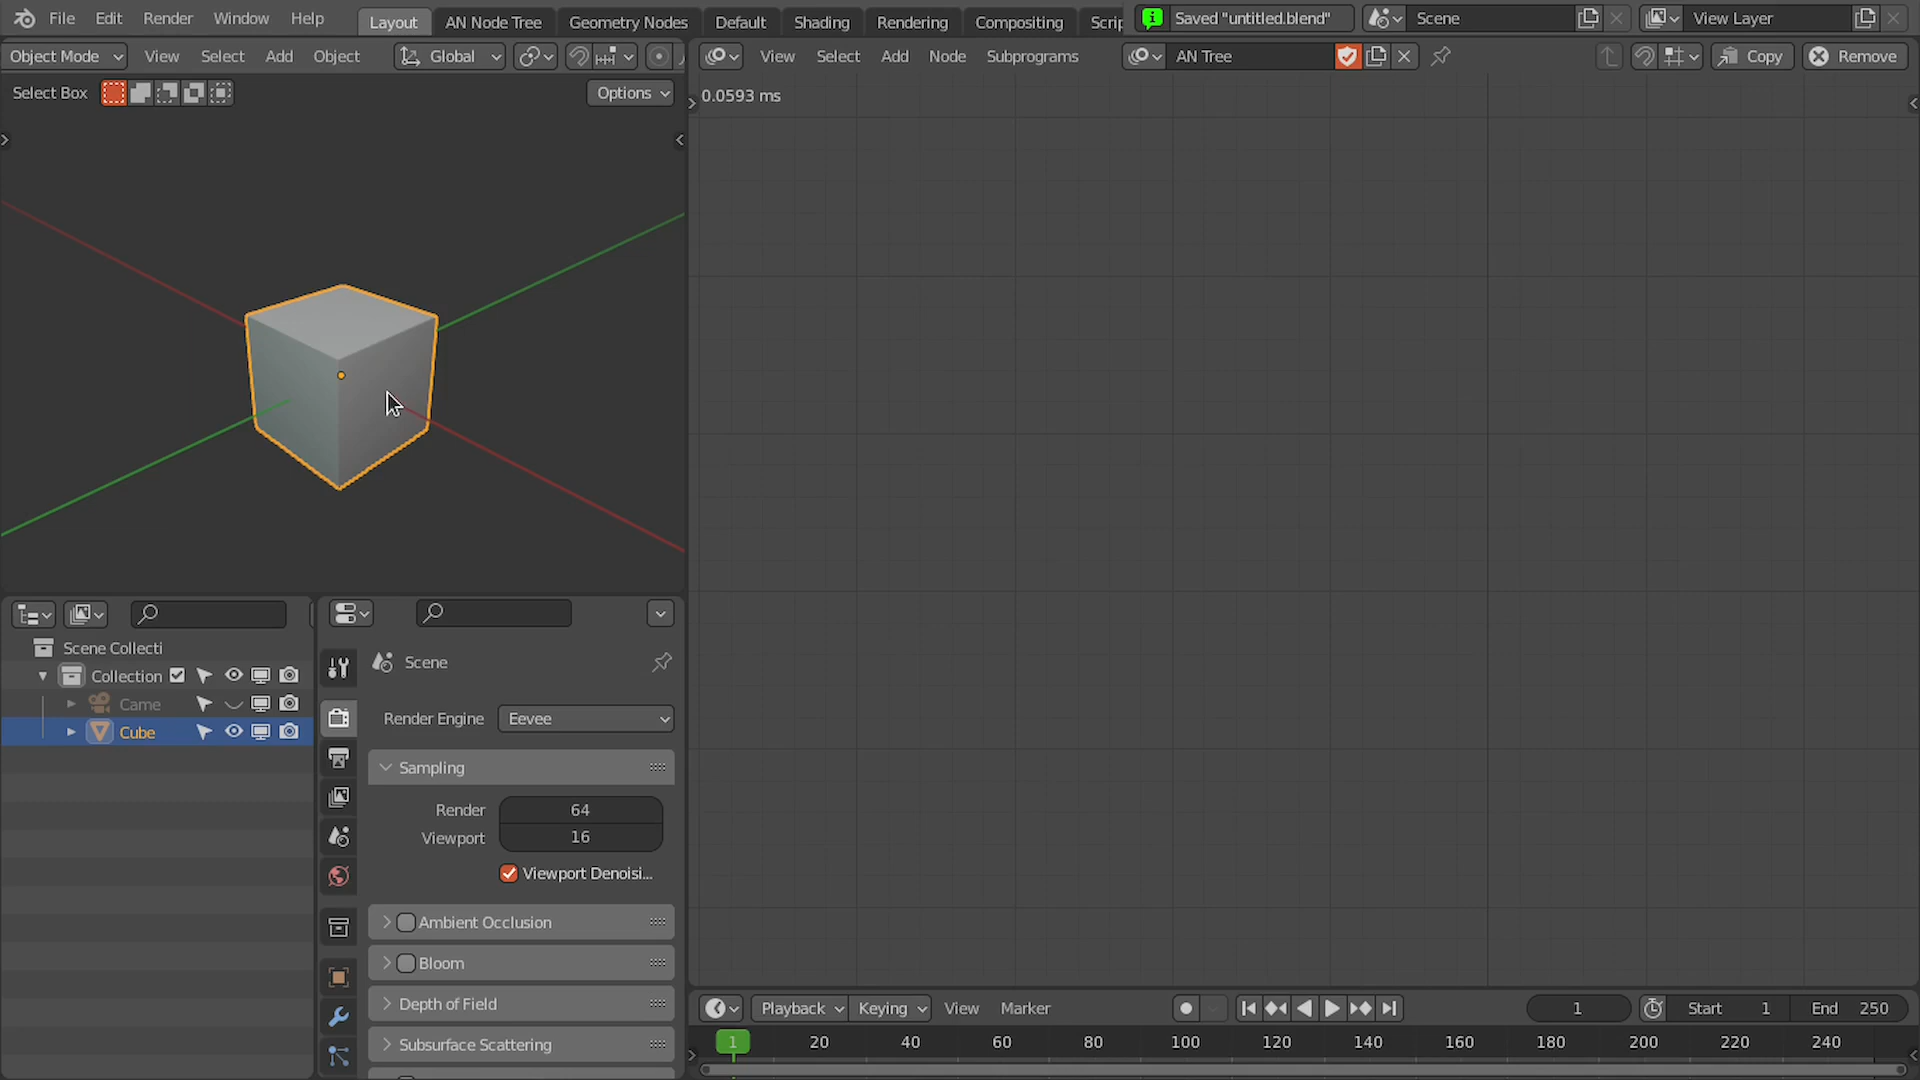 File Edit Render Window Help Layout AN Node Tree Geometry Nodes Default Shading Rendering Compositing Scrip Saved "untitled.blend" Scene View Layer
Object Mode View Select Add Object Global View Select Add Node Subprograms AN Tree Copy Remove
Select Box Options 0.0593 ms
Scene Collecti
Collection
Came
Cube
Scene
Render Engine Eevee
Sampling
Render 64
Viewport 16
Viewport Denoisi...
Ambient Occlusion
Bloom
Depth of Field
Subsurface Scattering
Playback Keying View Marker 1 Start 1 End 250
1 20 40 60 80 100 120 140 160 180 200 220 240